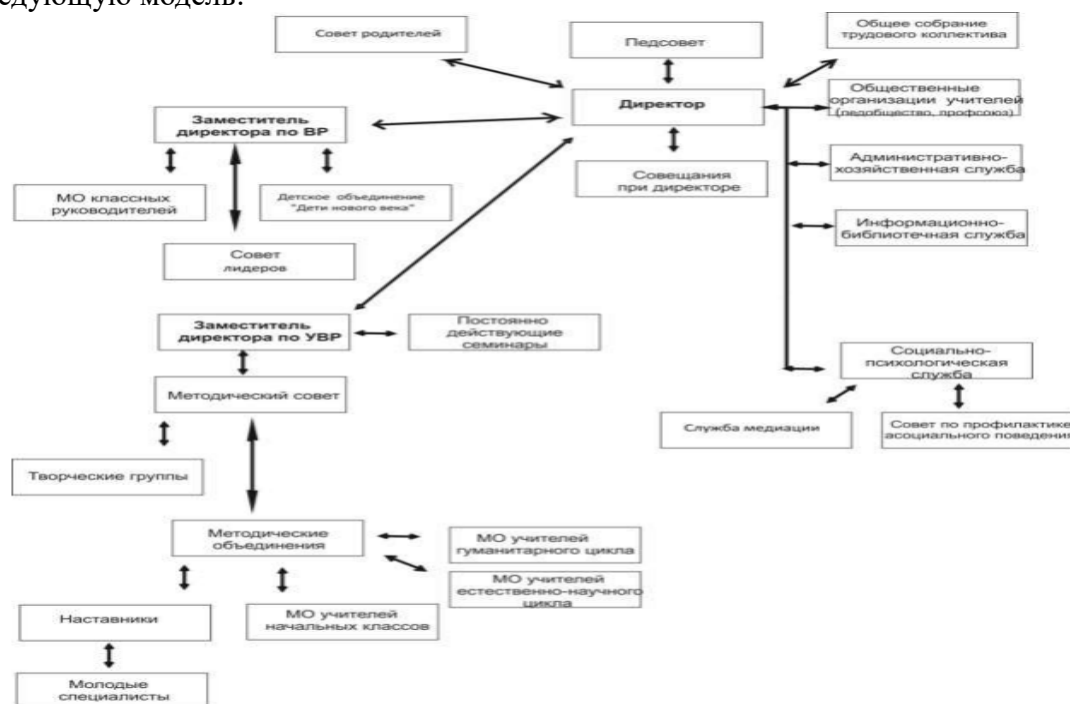 едующую модель:
Совет родителей
Педсовет
Общее собрание
трудового коллектива
Директор
Общественные
организации учителей
(педобщество, профсоюз)
Заместитель
директора по ВР
Административно-
хозяйственная служба
Совещания
при директоре
МО классных
руководителей
Детское объединение
"Дети нового века"
Информационно-
библиотечная служба
Совет
лидеров
Заместитель
директора по УВР
Постоянно
действующие
семинары
Социально-
психологическая
служба
Методический совет
Служба медиации
Совет по профилактике
асоциального поведения
Творческие группы
Методические
объединения
МО учителей
гуманитарного цикла
МО учителей
естественно-научного
цикла
Наставники
МО учителей
начальных классов
Молодые
специалисты